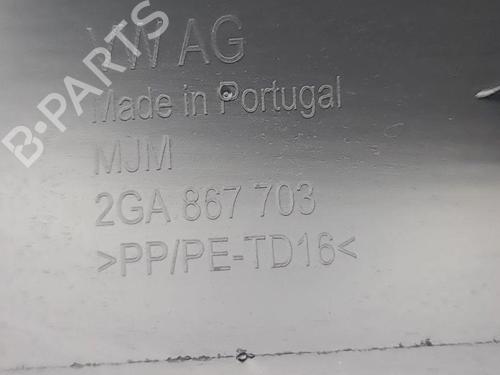 B-PARTS
VW AG
Made in Portugal
MJM
2GA 867 703
>PP/PE-TD16<